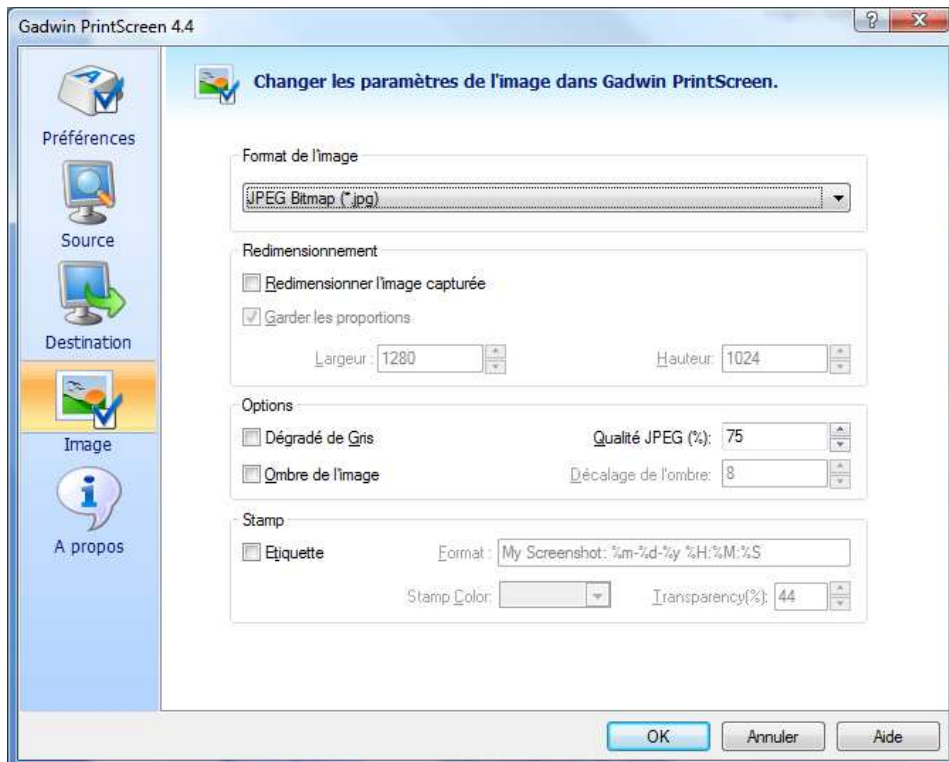 Gadwin PrintScreen 4.4
Préférences
Source
Destination
Image
A propos
Changer les paramètres de l'image dans Gadwin PrintScreen.
Format de l'image
JPEG Bitmap (*.jpg)
Redimensionnement
Redimensionner l'image capturée
Garder les proportions
Largeur : 1280 Hauteur: 1024
Options
Dégradé de Gris Qualité JPEG (%): 75
Ombre de l'image Décalage de l'ombre: 8
Stamp
Etiquette Format : My Screenshot: %m-%d-%y %H:%M:%S
Stamp Color: Transparency(%): 44
OK Annuler Aide